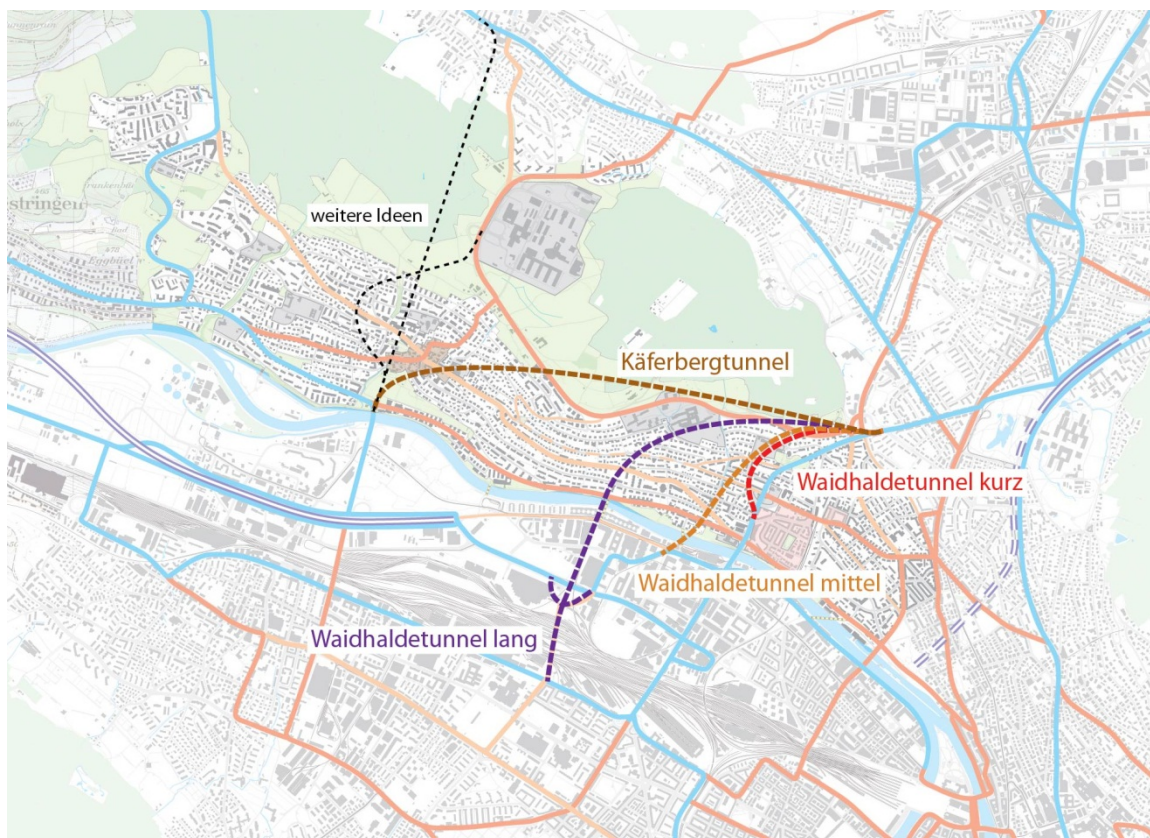 weitere Ideen
Käferbergtunnel
Waidhaldetunnel kurz
Waidhaldetunnel mittel
Waidhaldetunnel lang